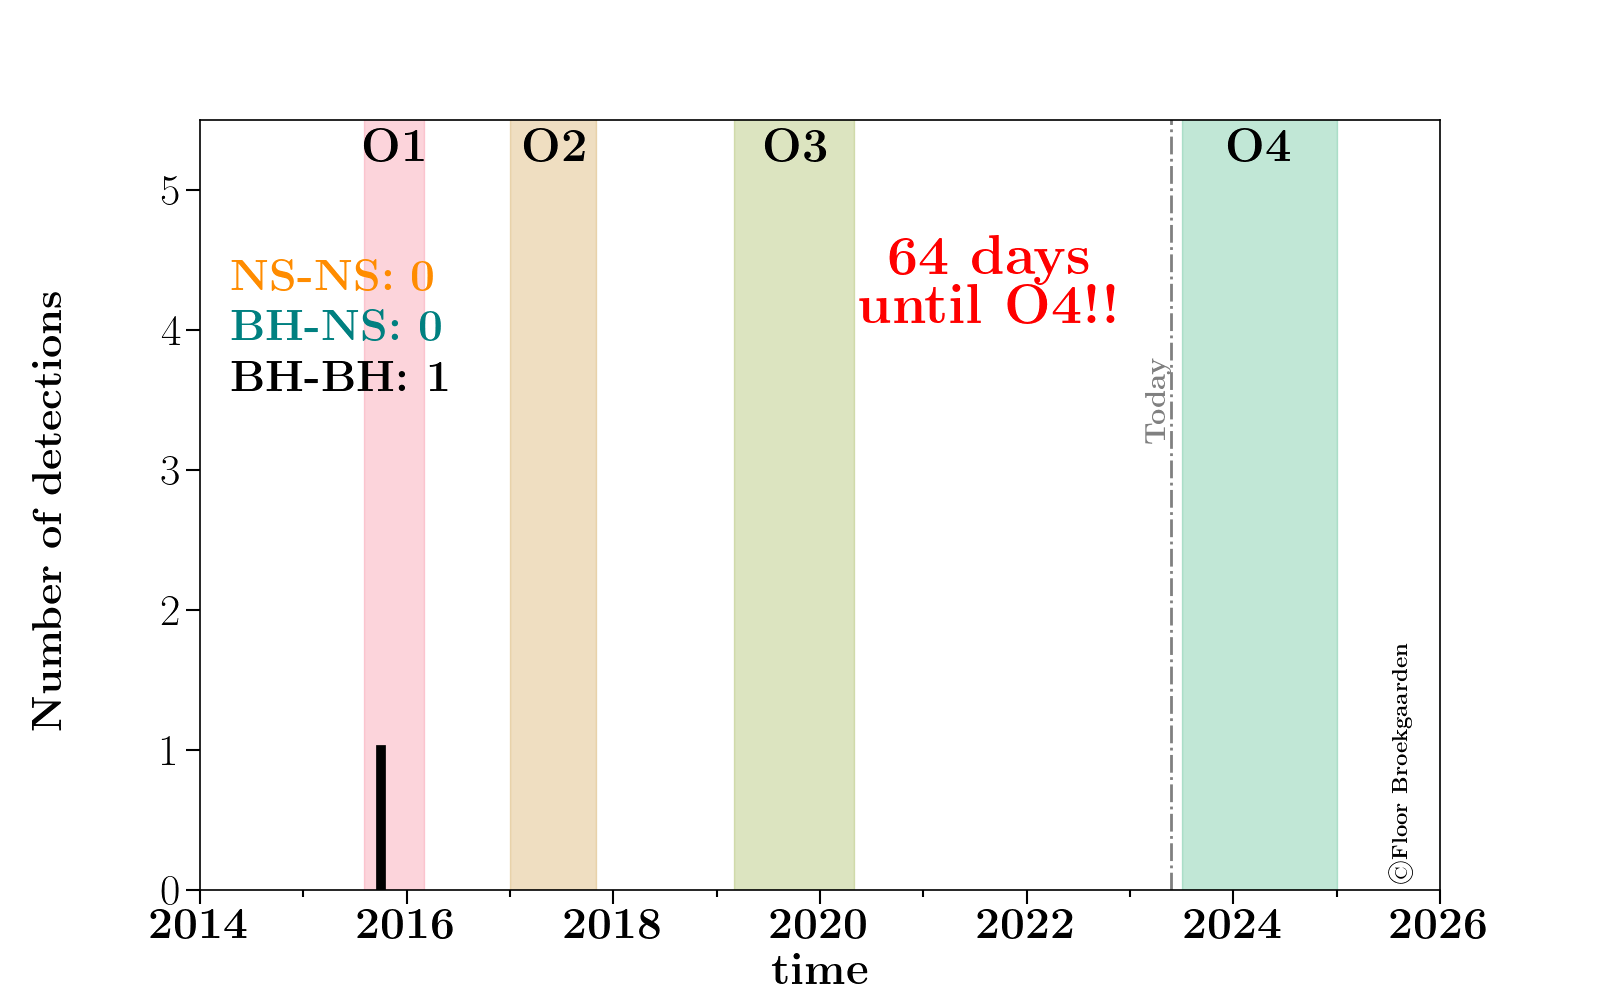 O1 O2 O3 O4
5
NS-NS: 0
BH-NS: 0
BH-BH: 1
64 days
until O4!!
4
Today
3
2
1
0
Number of detections
©Floor Broekgaarden
2014 2016 2018 2020 2022 2024 2026
time